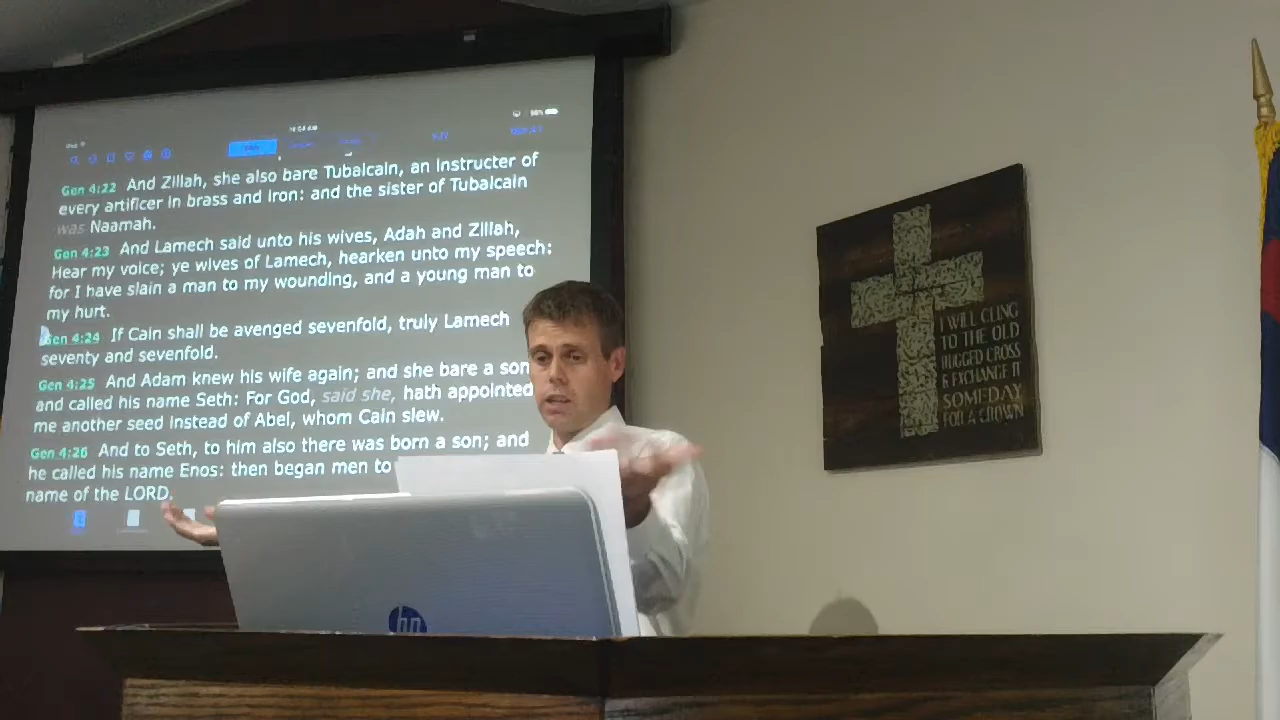 Gen 4:22 And Zillah, she also bare Tubalcain, an instructer of
every artificer in brass and iron: and the sister of Tubalcain
was Naamah.
Gen 4:23 And Lamech said unto his wives, Adah and Zillah,
Hear my voice; ye wives of Lamech, hearken unto my speech:
for I have slain a man to my wounding, and a young man to
my hurt.
Gen 4:24 If Cain shall be avenged sevenfold, truly Lamech
seventy and sevenfold.
Gen 4:25 And Adam knew his wife again; and she bare a son
and called his name Seth: For God, said she, hath appointed
me another seed instead of Abel, whom Cain slew.
Gen 4:26 And to Seth, to him also there was born a son; and
he called his name Enos: then began men to
name of the LORD.
hp
I WILL CLING
TO THE OLD
RUGGED CROSS
& EXCHANGE IT
SOMEDAY
FOR A CROWN